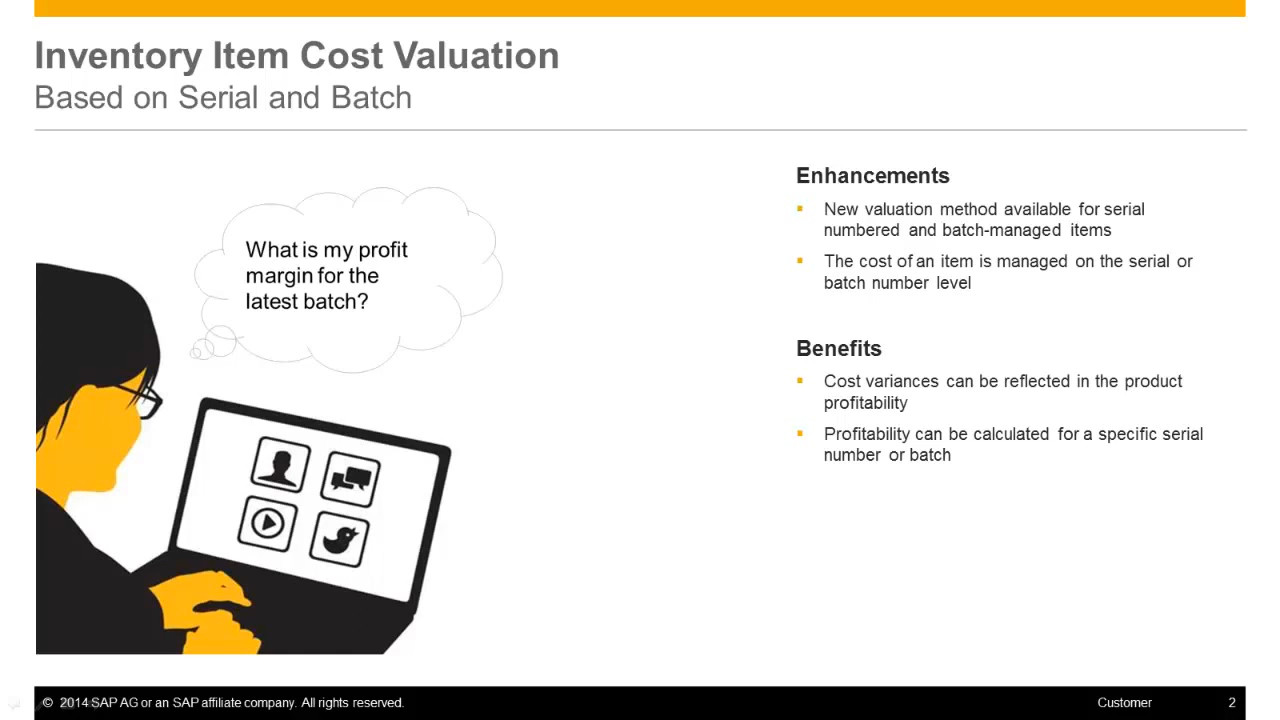 Inventory Item Cost Valuation
Based on Serial and Batch
What is my profit
margin for the
latest batch?
Enhancements
▪ New valuation method available for serial
numbered and batch-managed items
▪ The cost of an item is managed on the serial or
batch number level
Benefits
▪ Cost variances can be reflected in the product
profitability
▪ Profitability can be calculated for a specific serial
number or batch
© 2014 SAP AG or an SAP affiliate company. All rights reserved.
Customer
2